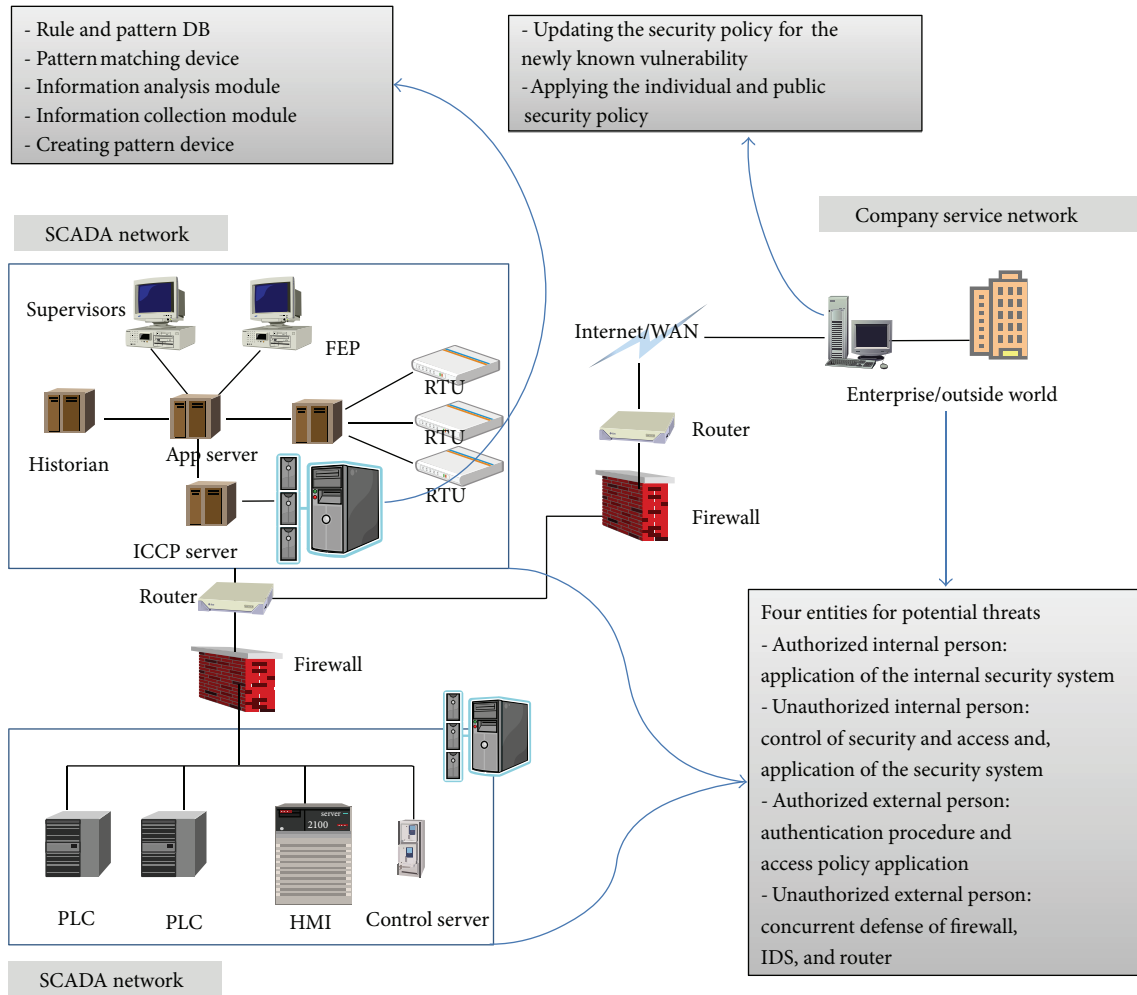 - Rule and pattern DB
- Pattern matching device
- Information analysis module
- Information collection module
- Creating pattern device
- Updating the security policy for the
newly known vulnerability
- Applying the individual and public
security policy
SCADA network
Company service network
Supervisors
FEP
Internet/WAN
RTU
Enterprise/outside world
RTU
Router
Historian
App server
RTU
Firewall
ICCP server
Router
Firewall
Four entities for potential threats
- Authorized internal person:
application of the internal security system
- Unauthorized internal person:
control of security and access and,
application of the security system
- Authorized external person:
authentication procedure and
access policy application
- Unauthorized external person:
concurrent defense of firewall,
IDS, and router
server
2100
PLC
PLC
HMI
Control server
SCADA network